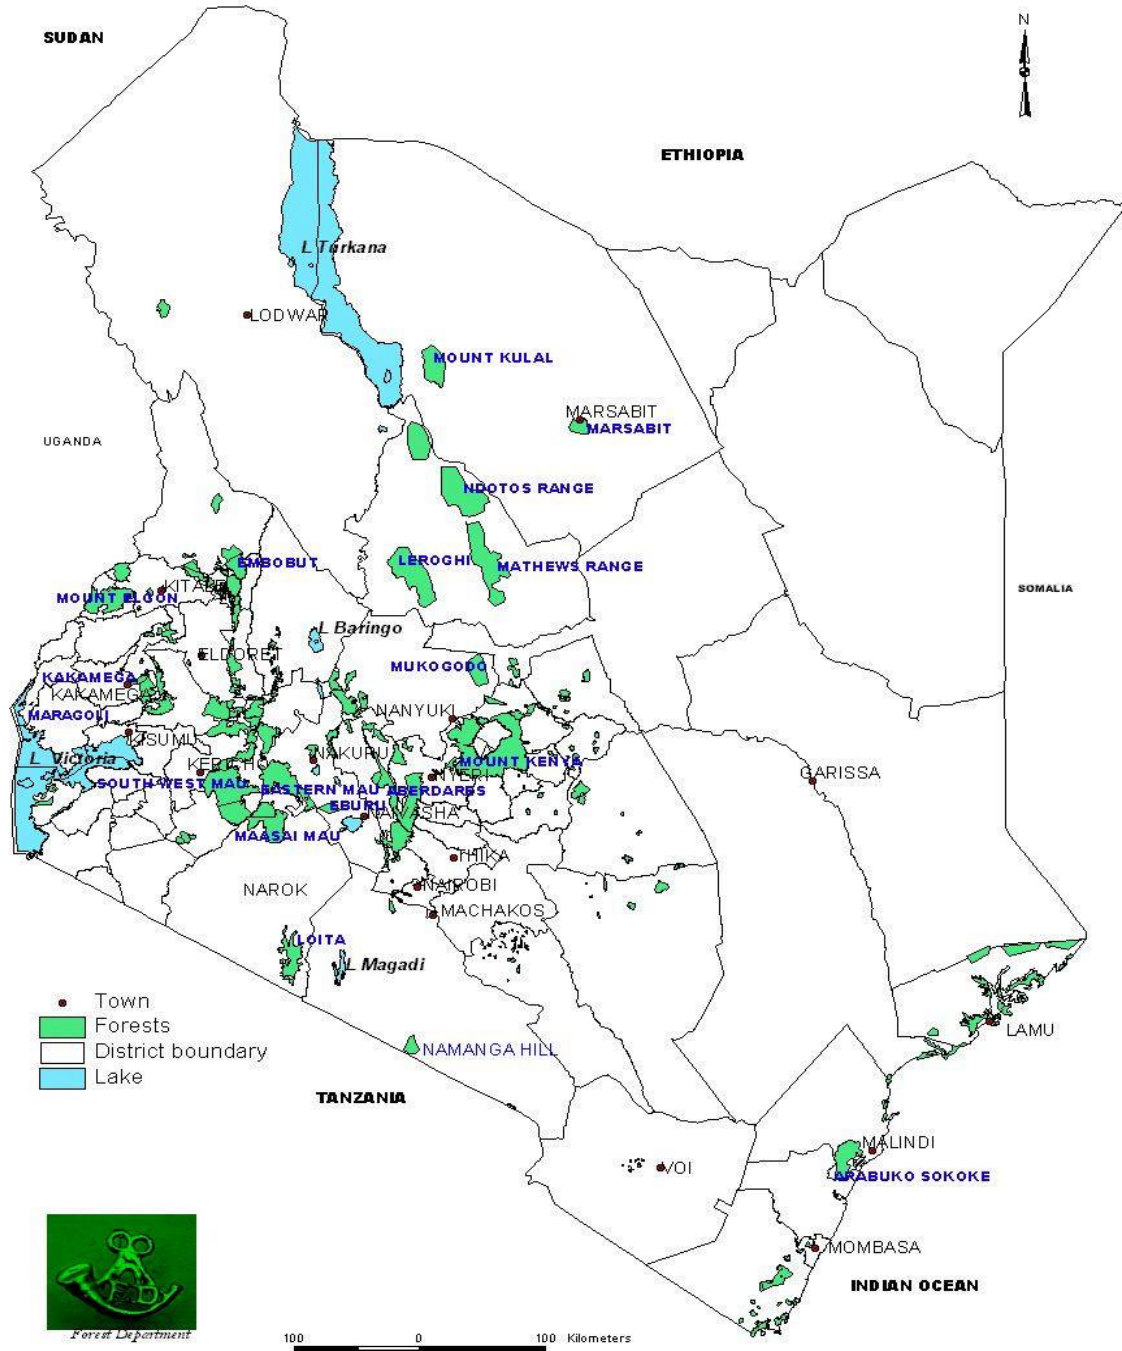 N
SUDAN
ETHIOPIA
L Turkana
LODWAR
MOUNT KULAL
MARSABIT
MARSABIT
UGANDA
NDOTOS RANGE
EMBOBUT
LEROGHI
MATHEWS RANGE
KITALE
MOUNT ELGON
SOMALIA
L Baringo
ELDORET
MUKOGODO
KAKAMEGA
KAKAMEGA
MARAGOLI
NANYUKI
KISUMU
L Victoria
KERICHO
NAKURU
MOUNT KENYA
NYERI
GARISSA
SOUTH WEST MAU
EASTERN MAU
ABERDARES
EBURU
NAIVASHA
MAASAI MAU
THIKA
NAROK
NAIROBI
MACHAKOS
LOITA
L Magadi
Town
Forests
District boundary
Lake
LAMU
NAMANGA HILL
TANZANIA
MALINDI
ARABUKO SOKOKE
VOI
MOMBASA
INDIAN OCEAN
Forest Department
100 0 100 Kilometers